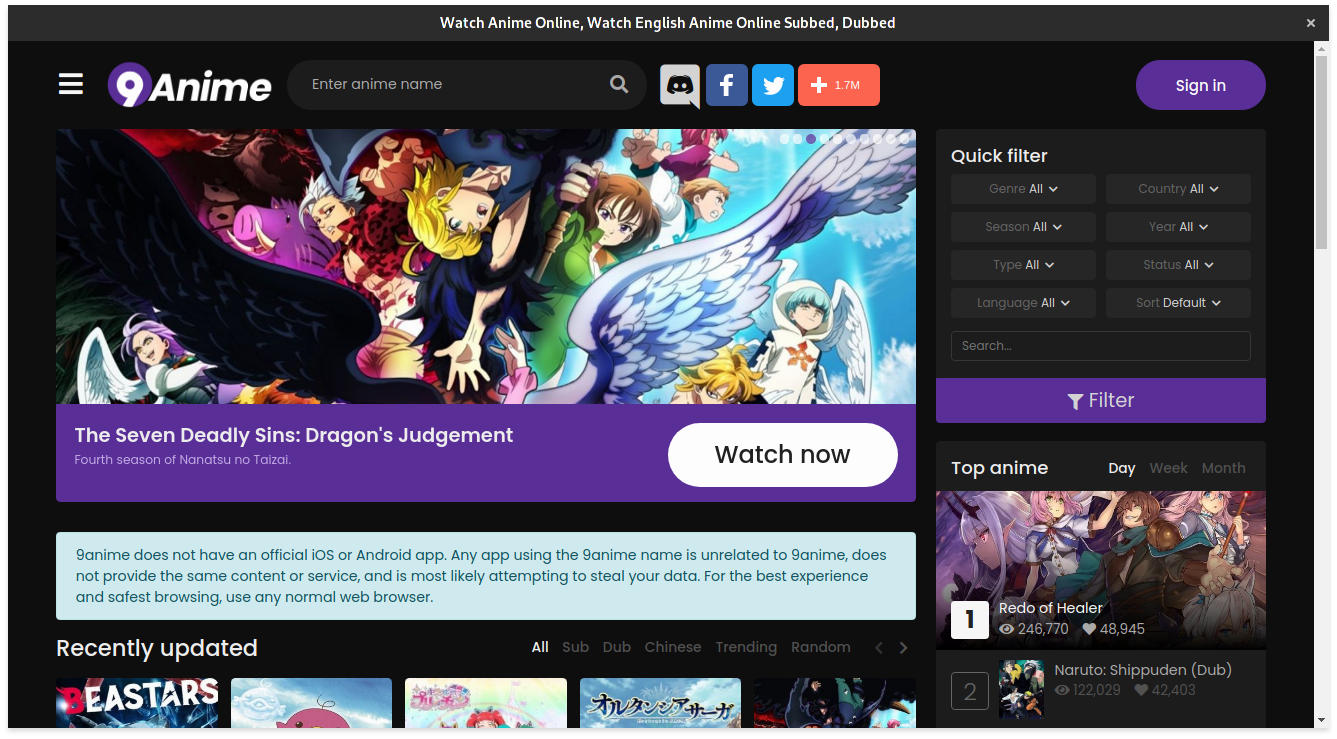 Watch Anime Online, Watch English Anime Online Subbed, Dubbed
9Anime
Enter anime name
1.7M
Sign in
The Seven Deadly Sins: Dragon's Judgement
Fourth season of Nanatsu no Taizai.
Watch now
9anime does not have an official iOS or Android app. Any app using the 9anime name is unrelated to 9anime, does
not provide the same content or service, and is most likely attempting to steal your data. For the best experience
and safest browsing, use any normal web browser.
Recently updated
All Sub Dub Chinese Trending Random
BEASTARS
オルタンシア・サーガ
Quick filter
Genre All Country All
Season All Year All
Type All Status All
Language All Sort Default
Search...
Filter
Top anime
Day Week Month
1
Redo of Healer
246,770 48,945
2
Naruto: Shippuden (Dub)
122,029 42,403